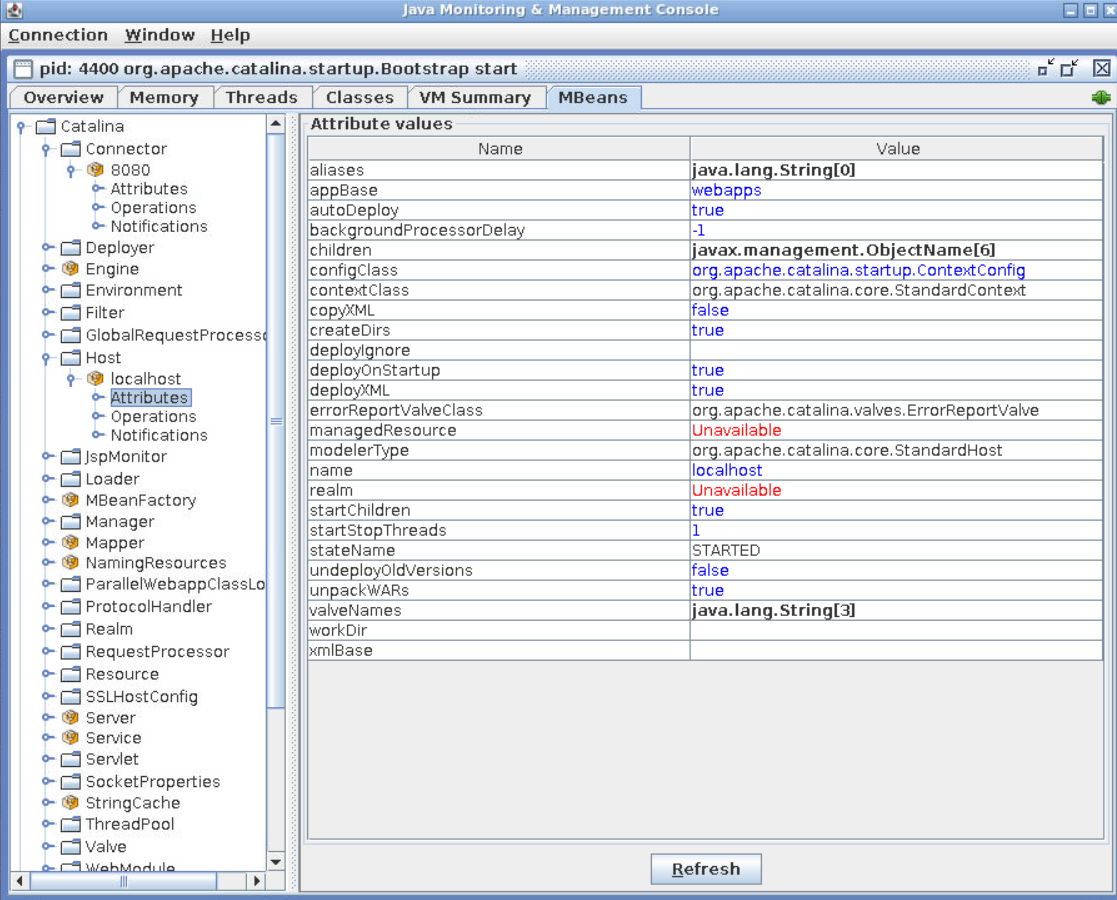 Java Monitoring & Management Console
Connection Window Help
pid: 4400 org.apache.catalina.startup.Bootstrap start
Overview Memory Threads Classes VM Summary MBeans
Catalina
Connector
8080
Attributes
Operations
Notifications
Deployer
Engine
Environment
Filter
GlobalRequestProcesso
Host
localhost
Attributes
Operations
Notifications
JspMonitor
Loader
MBeanFactory
Manager
Mapper
NamingResources
ParallelWebappClassLo
ProtocolHandler
Realm
RequestProcessor
Resource
SSLHostConfig
Server
Service
Servlet
SocketProperties
StringCache
ThreadPool
Valve
WebModule
Attribute values
Name Value
aliases java.lang.String[0]
appBase webapps
autoDeploy true
backgroundProcessorDelay -1
children javax.management.ObjectName[6]
configClass org.apache.catalina.startup.ContextConfig
contextClass org.apache.catalina.core.StandardContext
copyXML false
createDirs true
deployIgnore
deployOnStartup true
deployXML true
errorReportValveClass org.apache.catalina.valves.ErrorReportValve
managedResource Unavailable
modelerType org.apache.catalina.core.StandardHost
name localhost
realm Unavailable
startChildren true
startStopThreads 1
stateName STARTED
undeployOldVersions false
unpackWARs true
valveNames java.lang.String[3]
workDir
xmlBase
Refresh